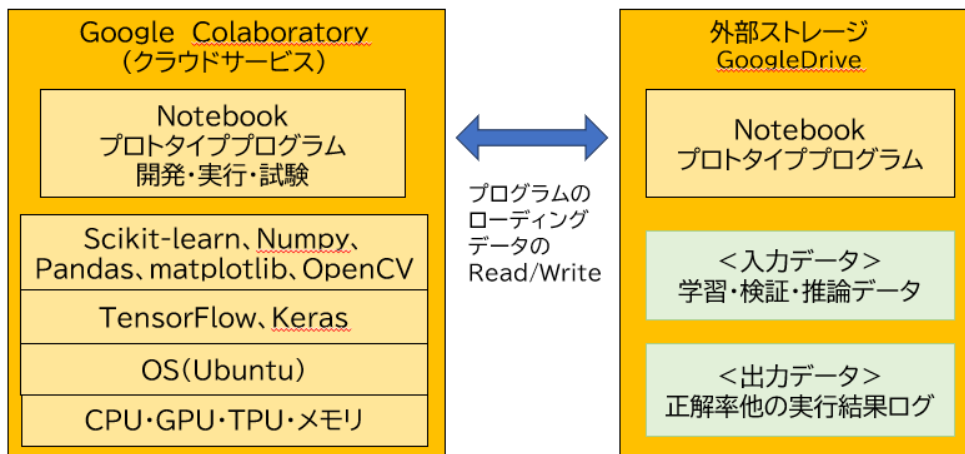 Google Colaboratory
(クラウドサービス)
Notebook
プロトタイププログラム
開発・実行・試験
Scikit-learn、Numpy、
Pandas、matplotlib、OpenCV
TensorFlow、Keras
OS(Ubuntu)
CPU・GPU・TPU・メモリ
プログラムの
ローディング
データの
Read/Write
外部ストレージ
GoogleDrive
Notebook
プロトタイププログラム
<入力データ>
学習・検証・推論データ
<出力データ>
正解率他の実行結果ログ